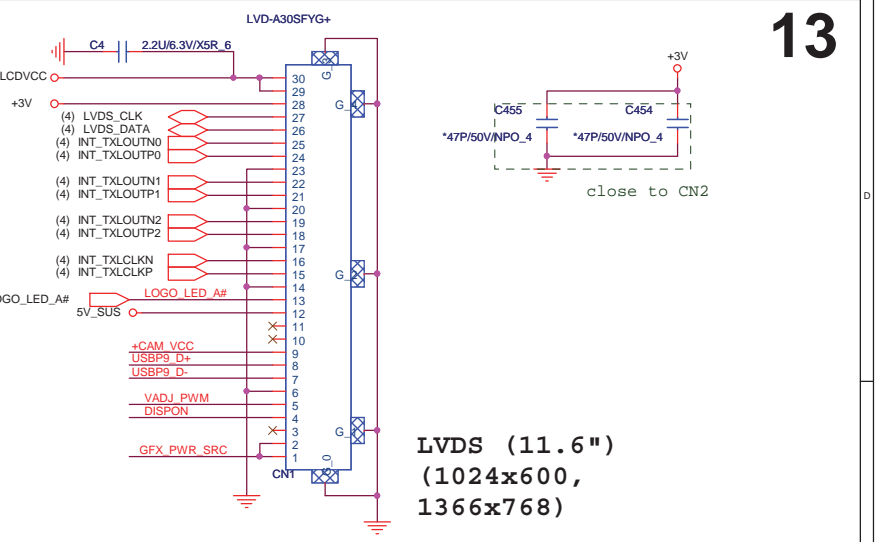 LVD-A30SFYG+
13
C4 2.2U/6.3V/X5R_6
LCDVCC
+3V
(4) LVDS_CLK
(4) LVDS_DATA
(4) INT_TXLOUTN0
(4) INT_TXLOUTP0
(4) INT_TXLOUTN1
(4) INT_TXLOUTP1
(4) INT_TXLOUTN2
(4) INT_TXLOUTP2
(4) INT_TXLCLKN
(4) INT_TXLCLKP
OGO_LED_A# LOGO_LED_A#
5V_SUS
+CAM_VCC
USBP9_D+
USBP9_D-
VADJ_PWM
DISPON
GFX_PWR_SRC
30
29
28
27
26
25
24
23
22
21
20
19
18
17
16
15
14
13
12
11
10
9
8
7
6
5
4
3
2
1
CN1
G_4
G_2
G_1
G_0
+3V
C455 C454
*47P/50V/NPO_4 *47P/50V/NPO_4
close to CN2
D
LVDS (11.6")
(1024x600,
1366x768)